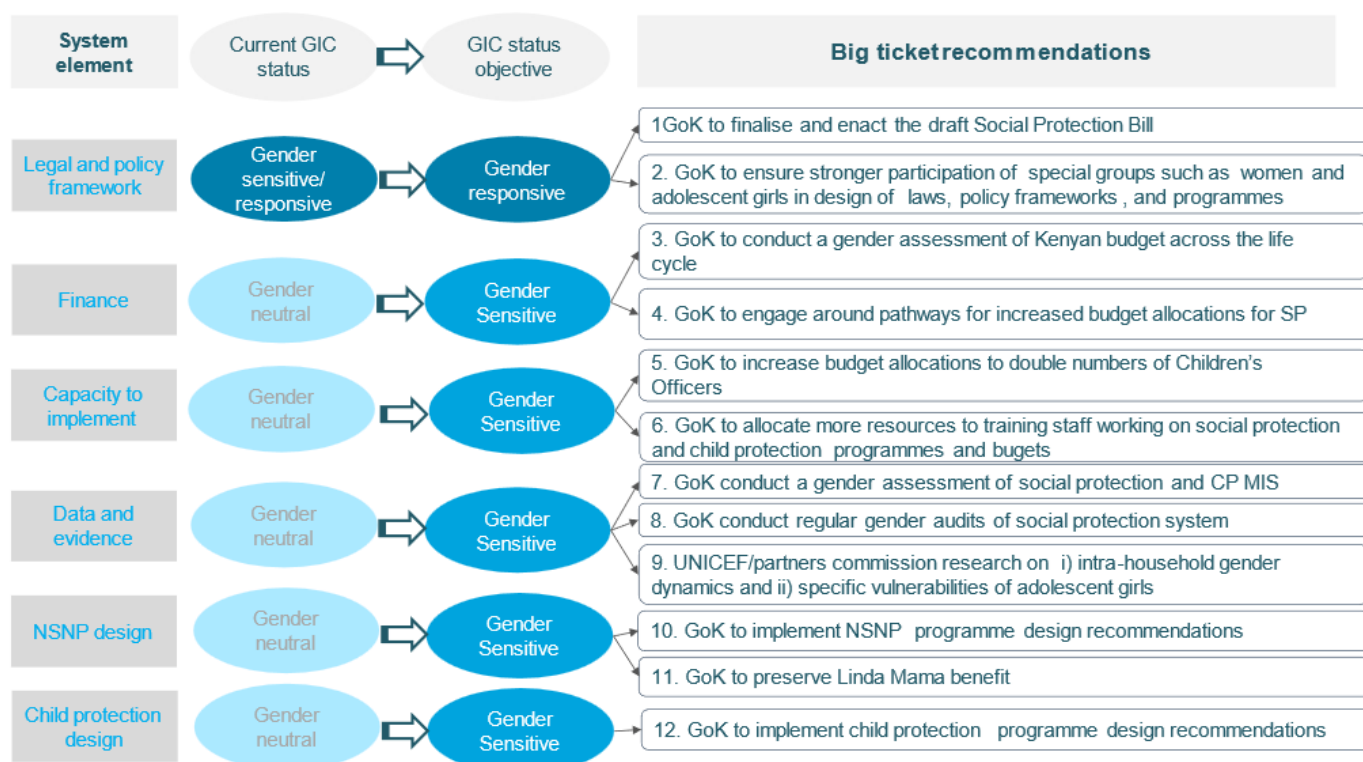 System
element
Current GIC
status
GIC status
objective
Big ticket recommendations
Legal and policy
framework
Gender
sensitive/
responsive
Gender
responsive
1GoK to finalise and enact the draft Social Protection Bill
2. GoK to ensure stronger participation of special groups such as women and
adolescent girls in design of laws, policy frameworks , and programmes
Finance
Gender
neutral
Gender
Sensitive
3. GoK to conduct a gender assessment of Kenyan budget across the life
cycle
4. GoK to engage around pathways for increased budget allocations for SP
Capacity to
implement
Gender
neutral
Gender
Sensitive
5. GoK to increase budget allocations to double numbers of Children's
Officers
6. GoK to allocate more resources to training staff working on social protection
and child protection programmes and bugets
Data and
evidence
Gender
neutral
Gender
Sensitive
7. GoK conduct a gender assessment of social protection and CP MIS
8. GoK conduct regular gender audits of social protection system
9. UNICEF/partners commission research on i) intra-household gender
dynamics and ii) specific vulnerabilities of adolescent girls
NSNP design
Gender
neutral
Gender
Sensitive
10. GoK to implement NSNP programme design recommendations
11. GoK to preserve Linda Mama benefit
Child protection
design
Gender
neutral
Gender
Sensitive
12. GoK to implement child protection programme design recommendations